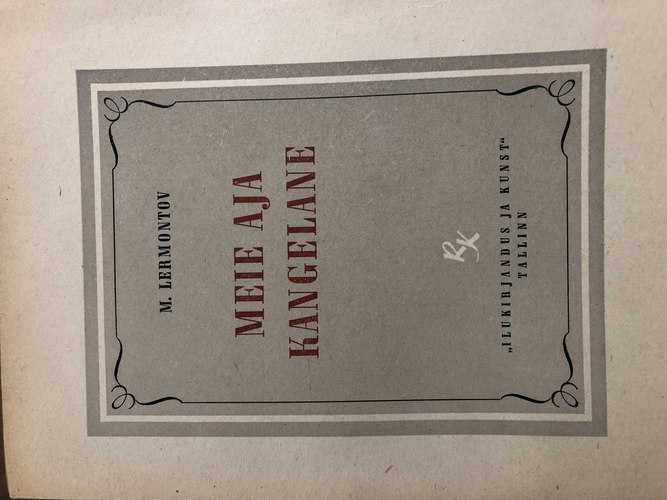 M. LERMONTOV
MEIE AJA
KANGELANE
RK
„ILUKIRJANDUS JA KUNST“
TALLINN